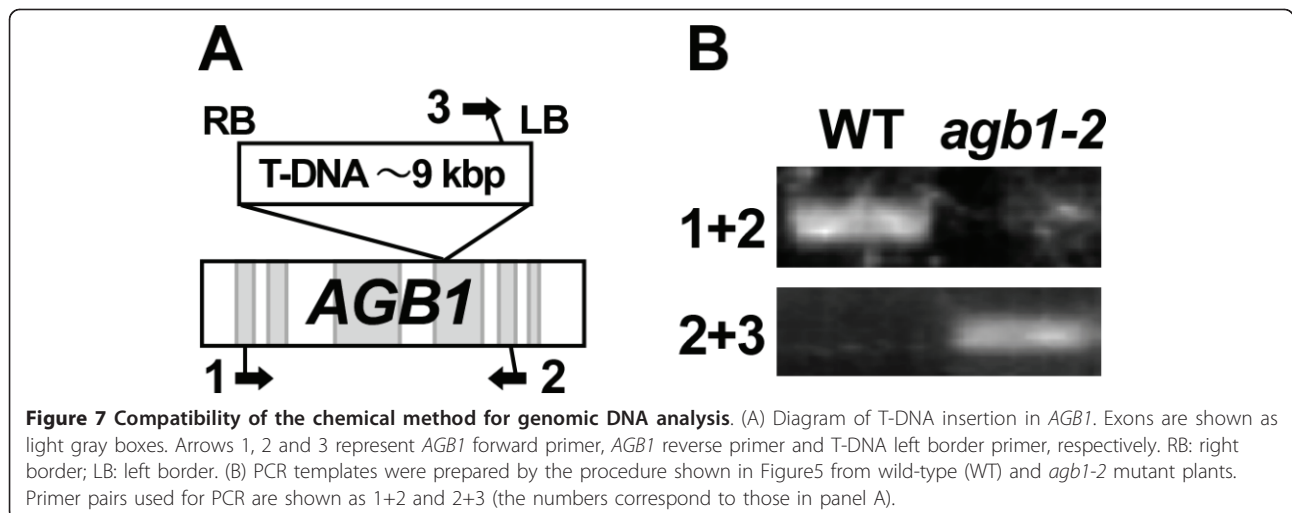 A
B
3
RB
LB
T-DNA ~9 kbp
AGB1
1
2
WT agb1-2
1+2
2+3
Figure 7 Compatibility of the chemical method for genomic DNA analysis. (A) Diagram of T-DNA insertion in AGB1. Exons are shown as
light gray boxes. Arrows 1, 2 and 3 represent AGB1 forward primer, AGB1 reverse primer and T-DNA left border primer, respectively. RB: right
border; LB: left border. (B) PCR templates were prepared by the procedure shown in Figure5 from wild-type (WT) and agb1-2 mutant plants.
Primer pairs used for PCR are shown as 1+2 and 2+3 (the numbers correspond to those in panel A).